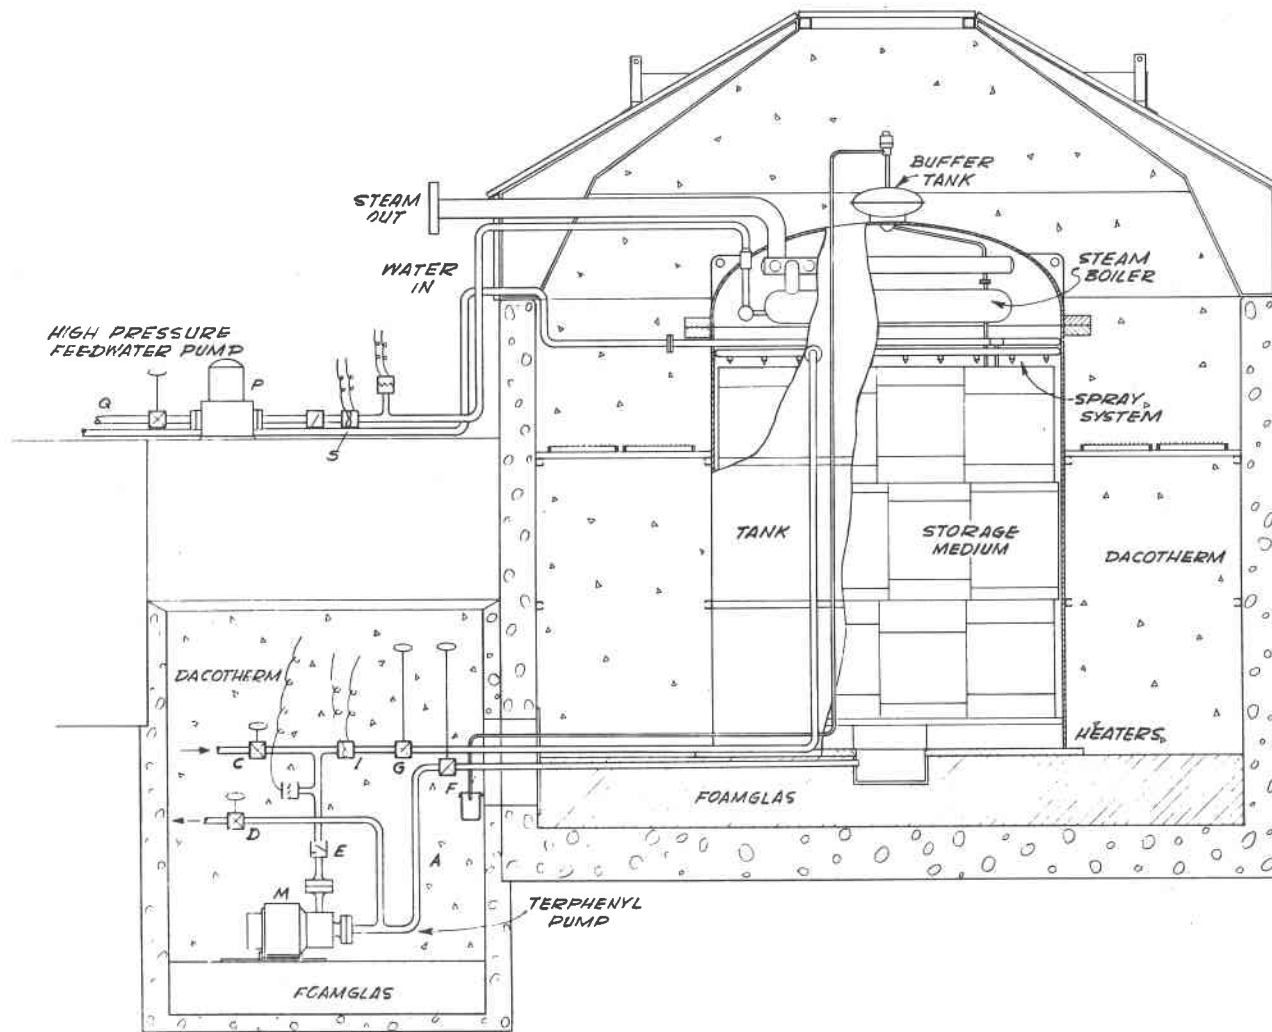 BUFFER
TANK
STEAM
OUT
STEAM
BOILER
WATER
IN
HIGH PRESSURE
FEEDWATER PUMP
P
Q
S
SPRAY
SYSTEM
TANK
STORAGE
MEDIUM
DACOTHERM
DACOTHERM
HEATERS
C
I
G
F
FOAMGLAS
D
E
A
M
TERPHENYL
PUMP
FOAMGLAS